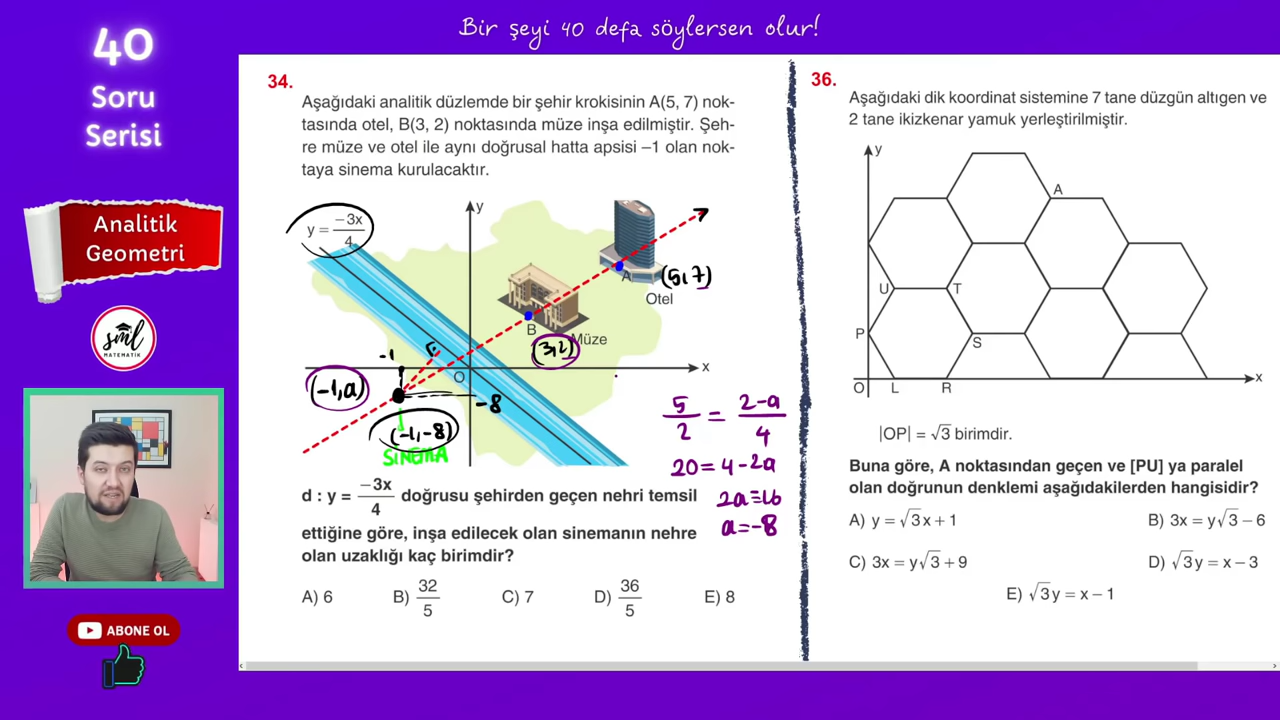 Bir şeyi 40 defa söylersen olur!
40
Soru
Serisi
Analitik
Geometri
sml
MATEMATİK
ABONE OL
34.
Aşağıdaki analitik düzlemde bir şehir krokisinin A(5, 7) nok-
tasında otel, B(3, 2) noktasında müze inşa edilmiştir. Şeh-
re müze ve otel ile aynı doğrusal hatta apsisi –1 olan nok-
taya sinema kurulacaktır.
y = −3x/4
y
A
(5,7)
Otel
B
Müze
(3,2)
-1
x
O
(-1,a)
-8
(-1,-8)
SİNEMA
5/2 = 2-a/4
20=4-2a
2a=16
a=-8
d : y = −3x/4 doğrusu şehirden geçen nehri temsil
ettiğine göre, inşa edilecek olan sinemanın nehre
olan uzaklığı kaç birimdir?
A) 6 B) 32/5 C) 7 D) 36/5 E) 8
36.
Aşağıdaki dik koordinat sistemine 7 tane düzgün altıgen ve
2 tane ikizkenar yamuk yerleştirilmiştir.
y
A
U T
P S
O L R x
|OP| = √3 birimdir.
Buna göre, A noktasından geçen ve [PU] ya paralel
olan doğrunun denklemi aşağıdakilerden hangisidir?
A) y = √3x + 1 B) 3x = y√3 − 6
C) 3x = y√3 + 9 D) √3y = x − 3
E) √3y = x − 1